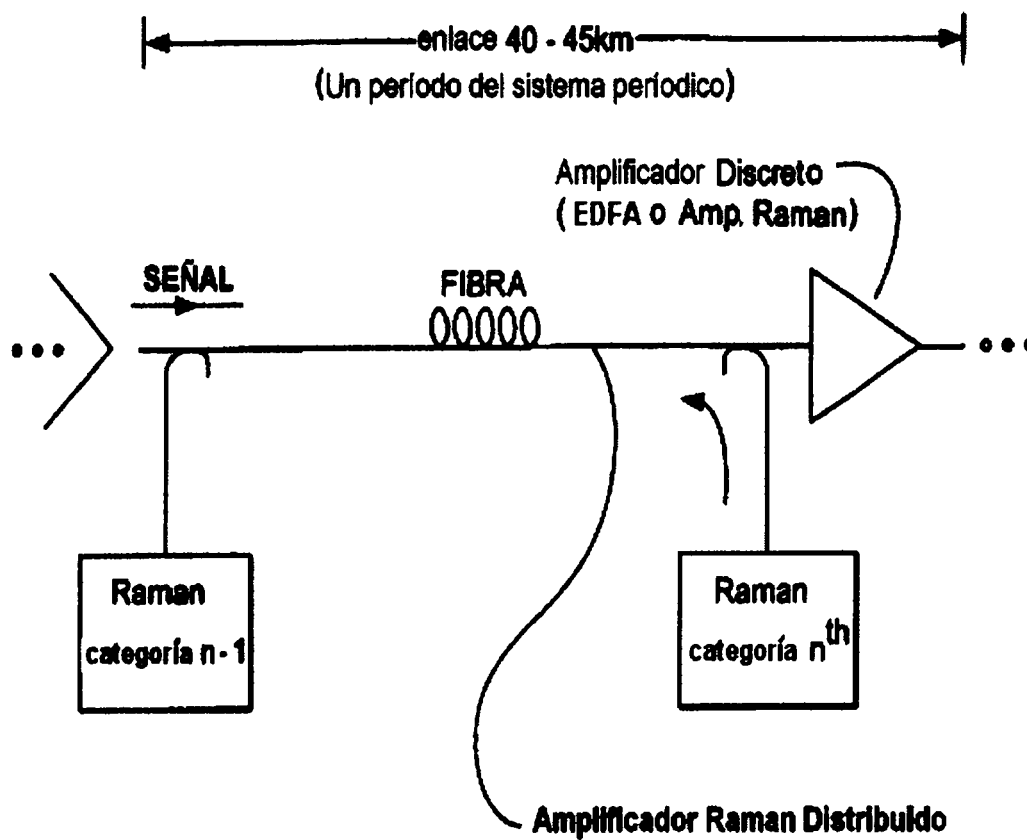 enlace 40 - 45km
(Un período del sistema períodico)
Amplificador Discreto
( EDFA o Amp. Raman)
SEÑAL
FIBRA
Raman
categoría n - 1
Raman
categoría n^th
Amplificador Raman Distribuido